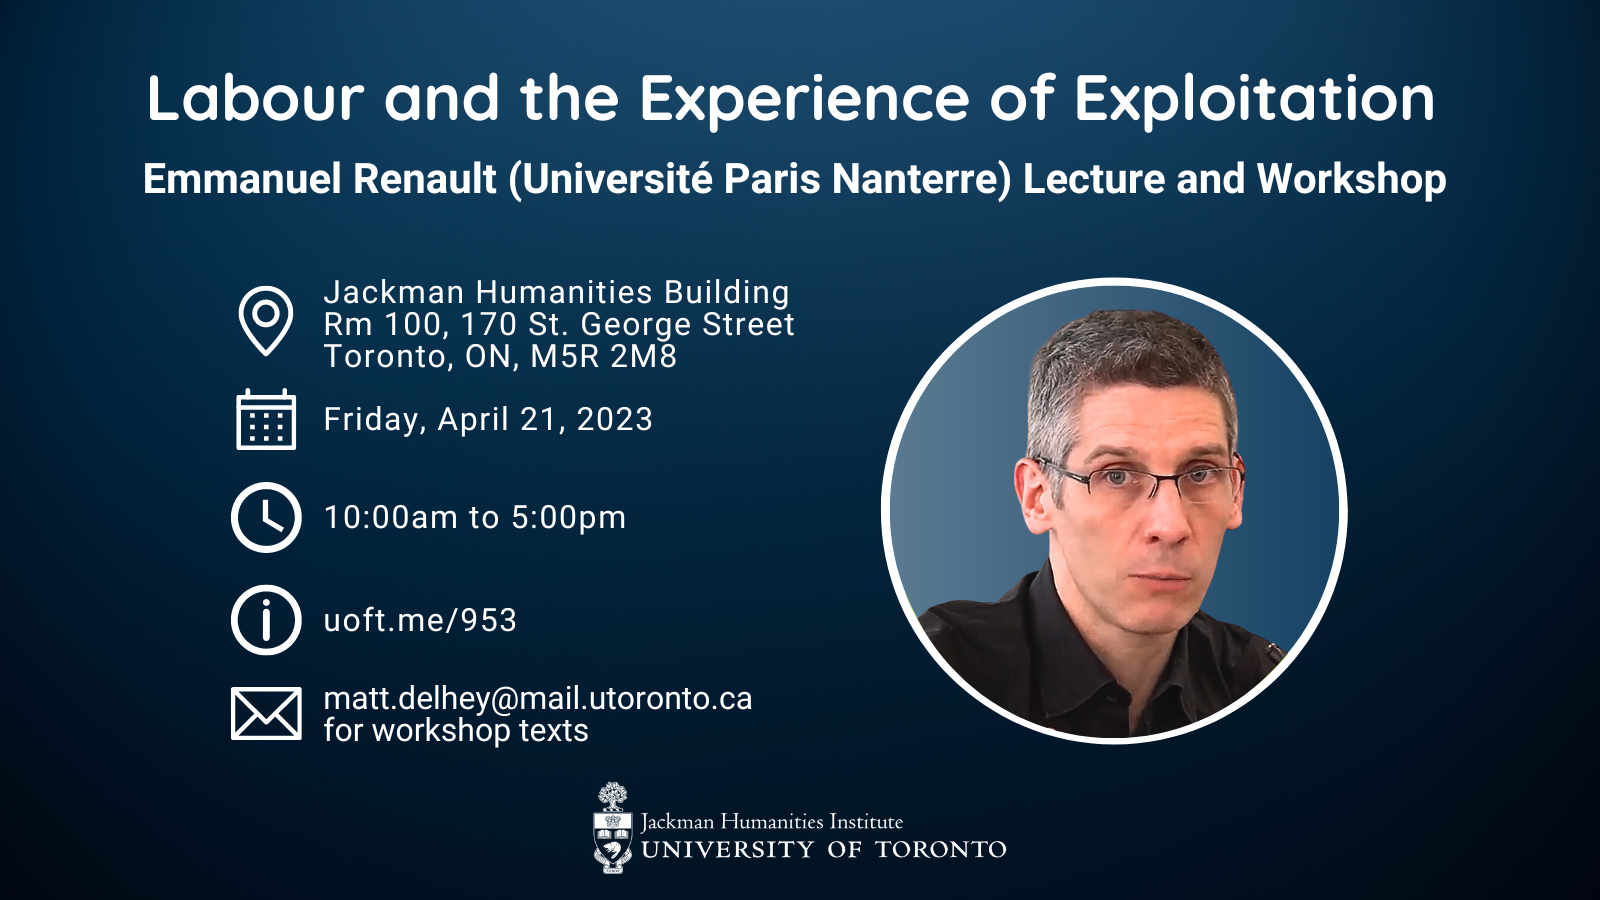 Labour and the Experience of Exploitation
Emmanuel Renault (Université Paris Nanterre) Lecture and Workshop
Jackman Humanities Building
Rm 100, 170 St. George Street
Toronto, ON, M5R 2M8
Friday, April 21, 2023
10:00am to 5:00pm
uoft.me/953
matt.delhey@mail.utoronto.ca
for workshop texts
Jackman Humanities Institute
UNIVERSITY OF TORONTO